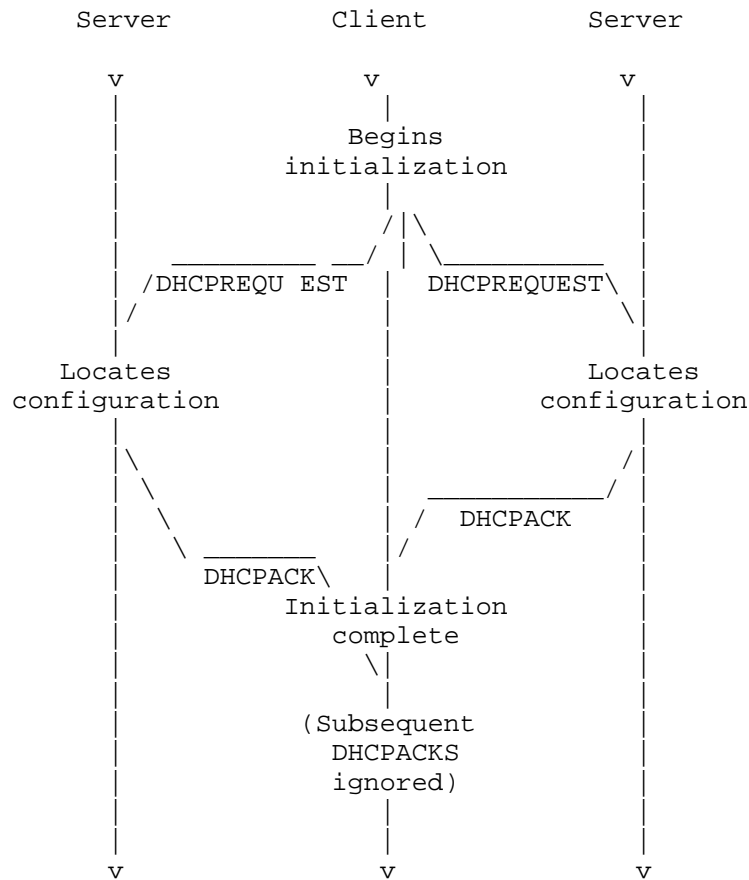 Server Client Server
v v v
Begins
initialization
DHCPREQU EST DHCPREQUEST
Locates Locates
configuration configuration
DHCPACK
DHCPACK
Initialization
complete
(Subsequent
DHCPACKS
ignored)
v v v